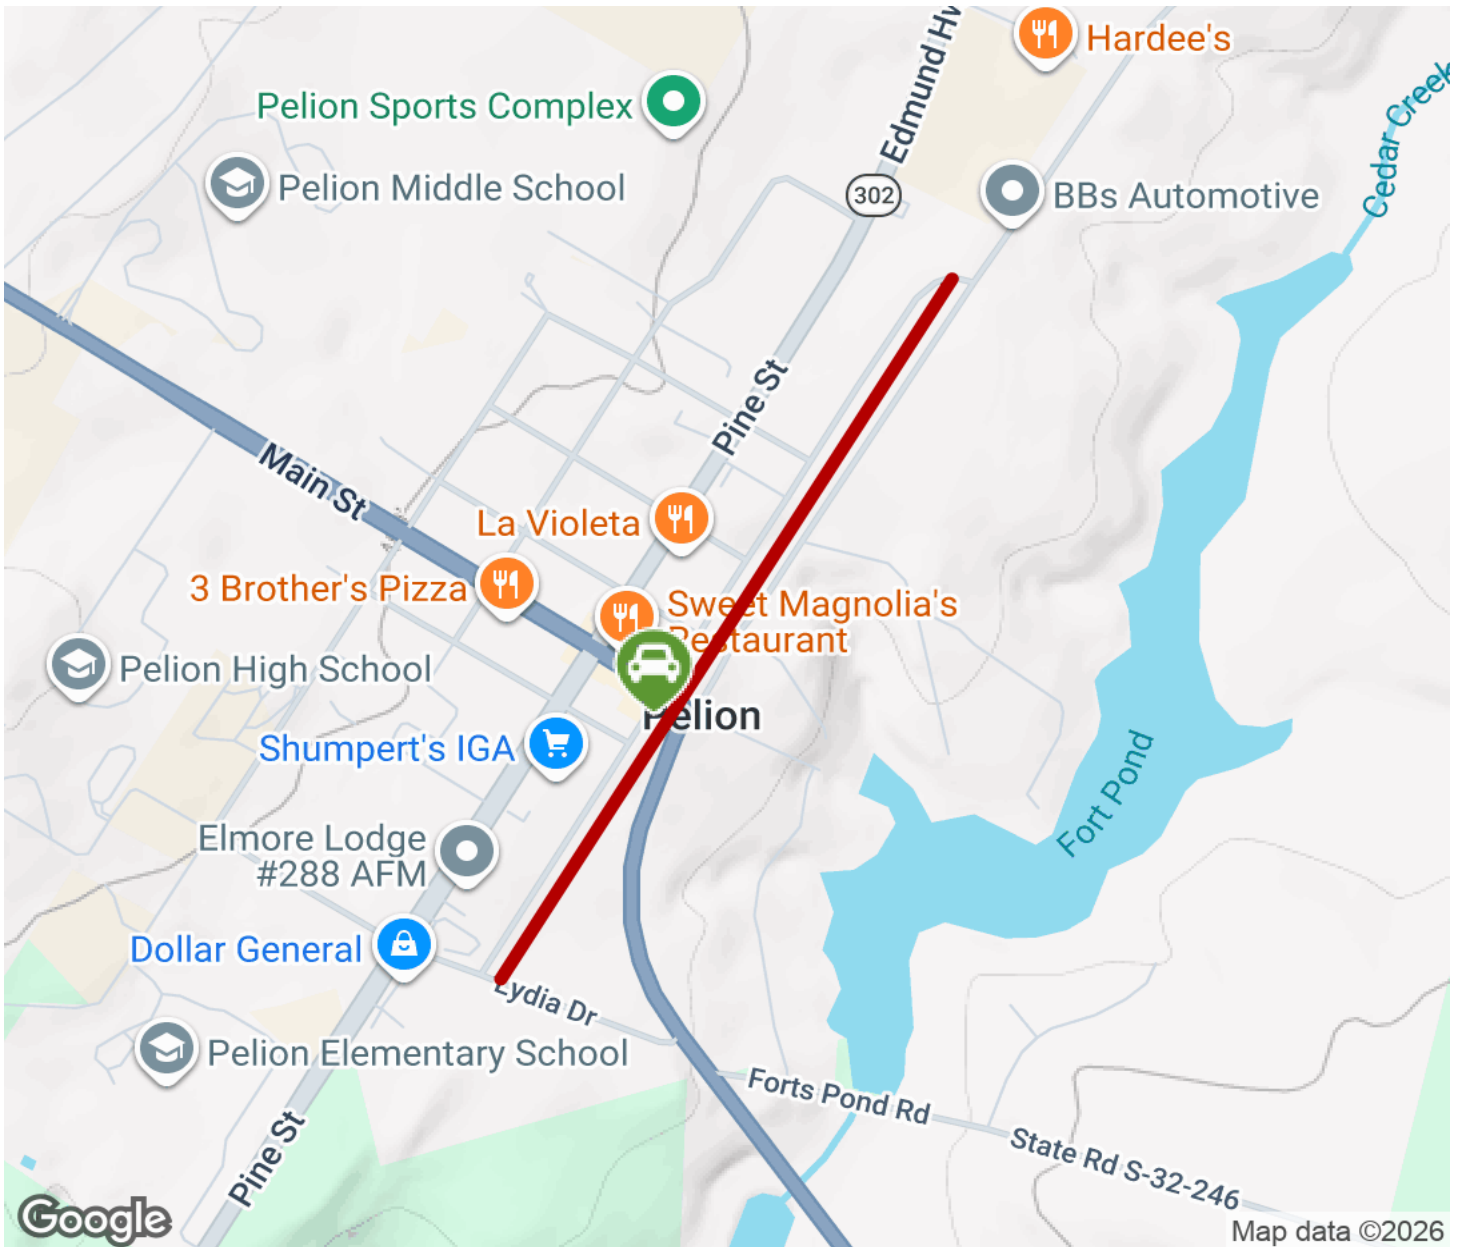 Hardee's
Edmund Hw
Cedar Creek
Pelion Sports Complex
Pelion Middle School
302
BBs Automotive
Pine St
Main St
La Violeta
3 Brother's Pizza
Sweet Magnolia's
Restaurant
Pelion High School
Pelion
Shumpert's IGA
Fort Pond
Elmore Lodge
#288 AFM
Dollar General
Lydia Dr
Pelion Elementary School
Forts Pond Rd
State Rd S-32-246
Pine St
Google
Map data ©2026